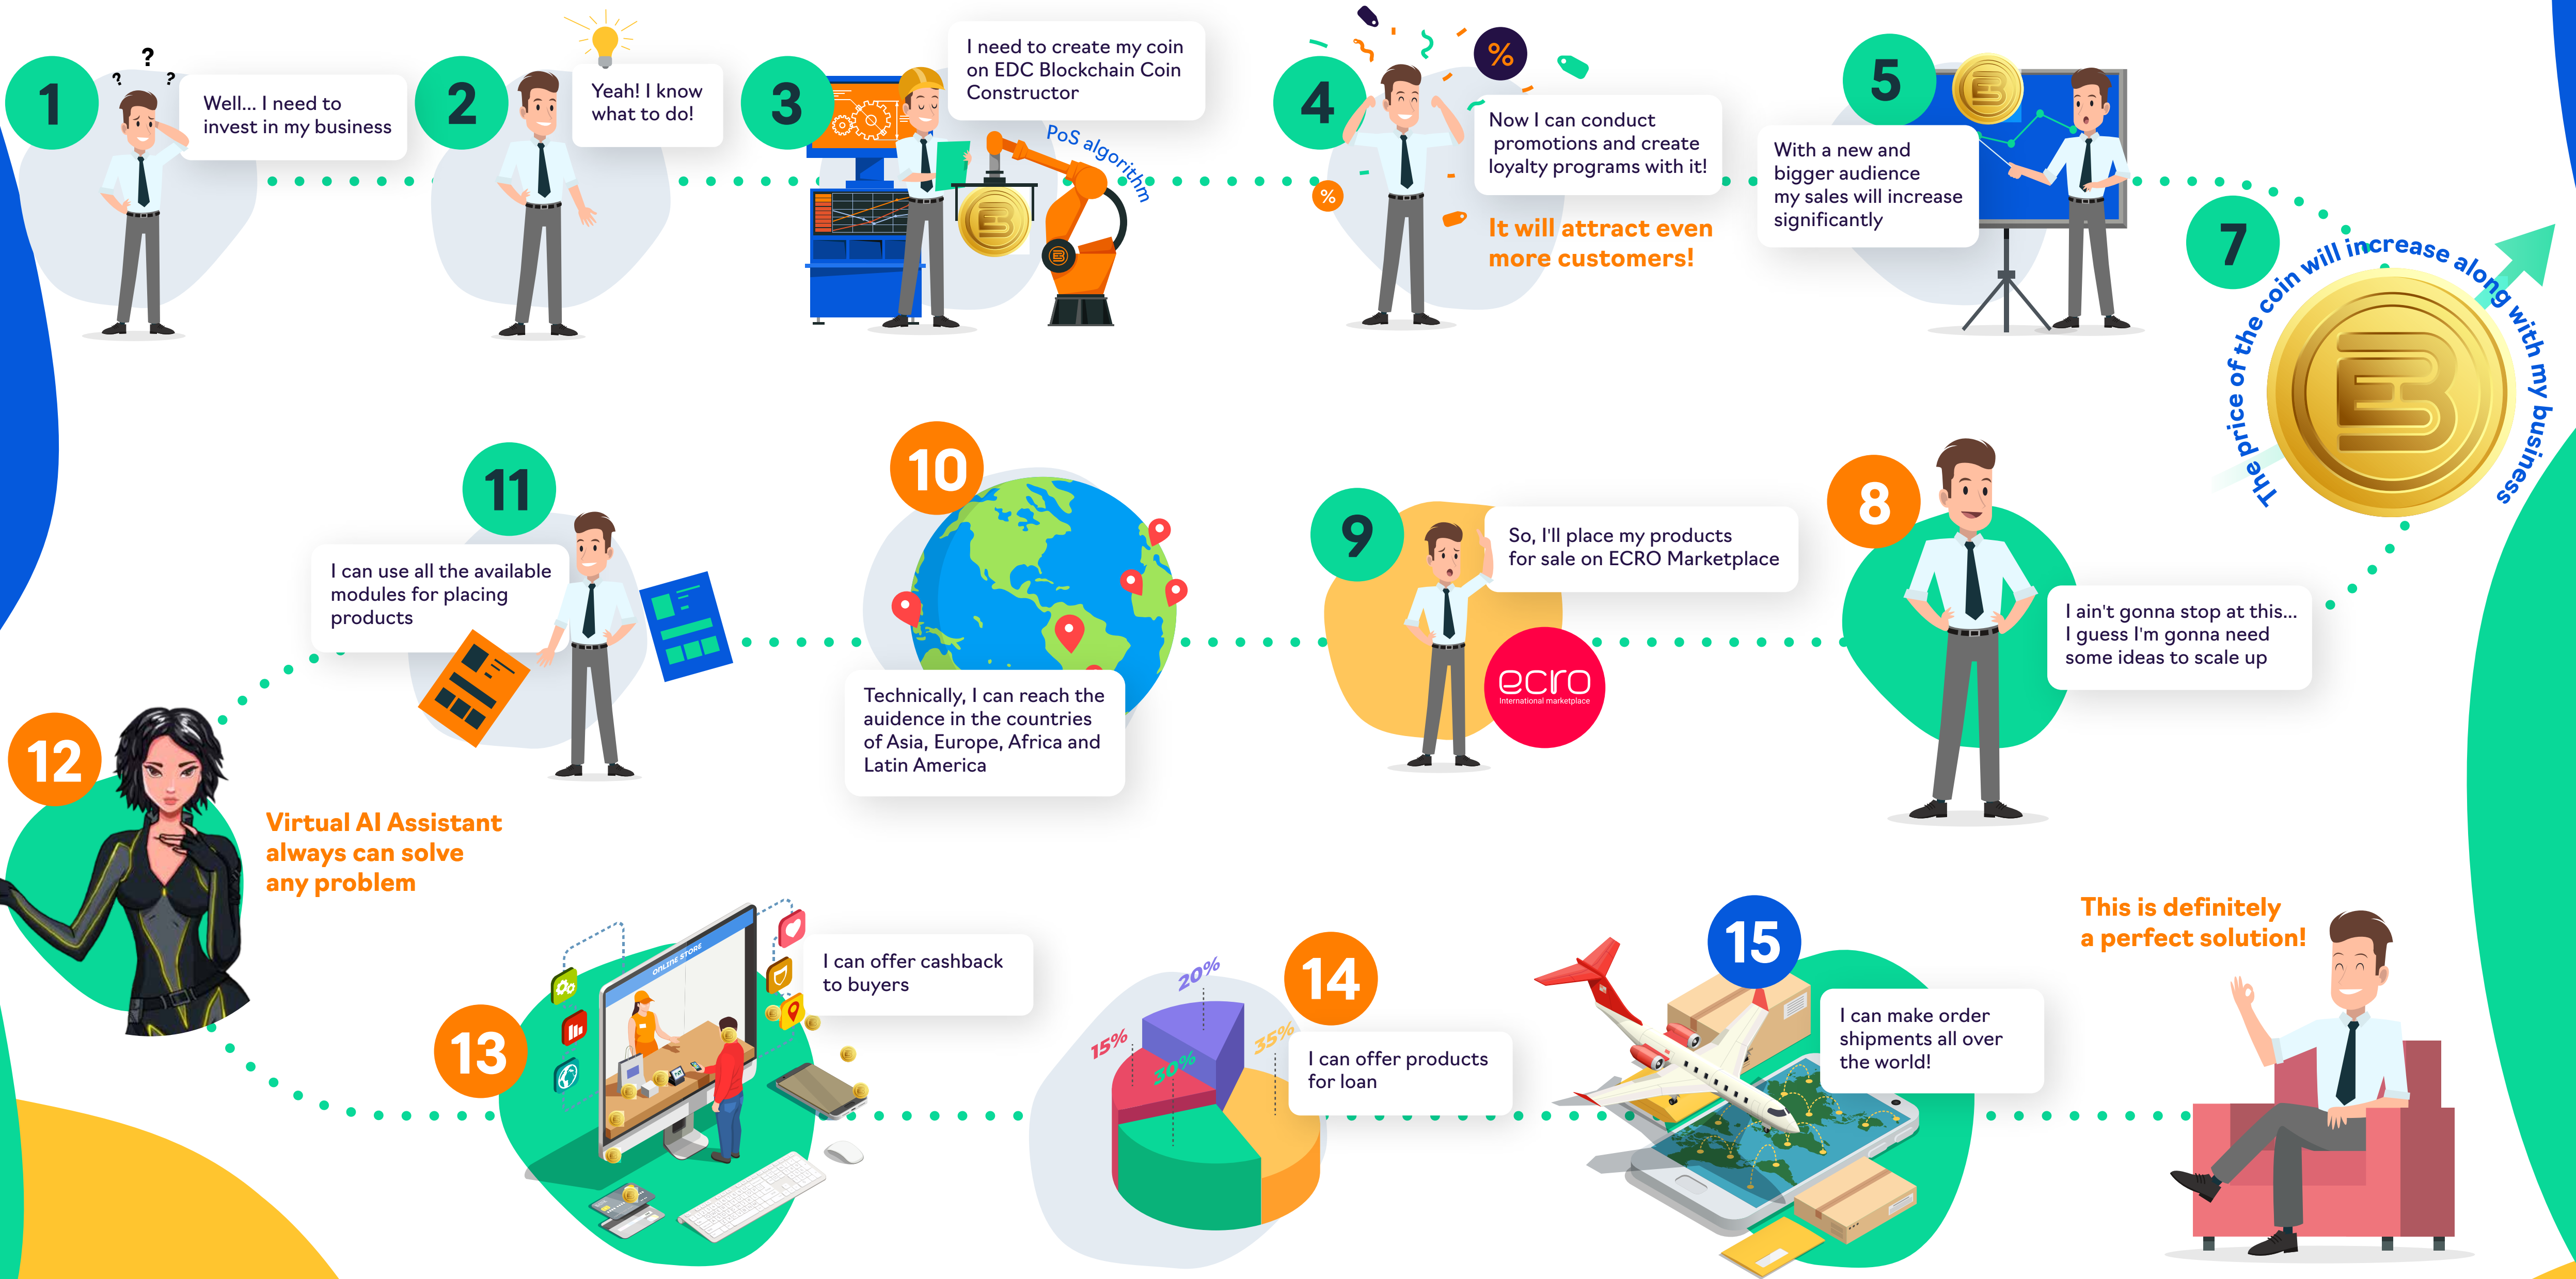 1
?
?
?
Well... I need to
invest in my business
2
Yeah! I know
what to do!
3
I need to create my coin
on EDC Blockchain Coin
Constructor
PoS algorithm
4
%
%
Now I can conduct
promotions and create
loyalty programs with it!
It will attract even
more customers!
5
With a new and
bigger audience
my sales will increase
significantly
7
The price of the coin will increase along with my business
8
I ain't gonna stop at this...
I guess I'm gonna need
some ideas to scale up
9
So, I'll place my products
for sale on ECRO Marketplace
ecro
International marketplace
10
Technically, I can reach the
auidence in the countries
of Asia, Europe, Africa and
Latin America
11
I can use all the available
modules for placing
products
12
Virtual AI Assistant
always can solve
any problem
13
ONLINE STORE
I can offer cashback
to buyers
14
20%
15%
30%
35%
I can offer products
for loan
15
I can make order
shipments all over
the world!
This is definitely
a perfect solution!